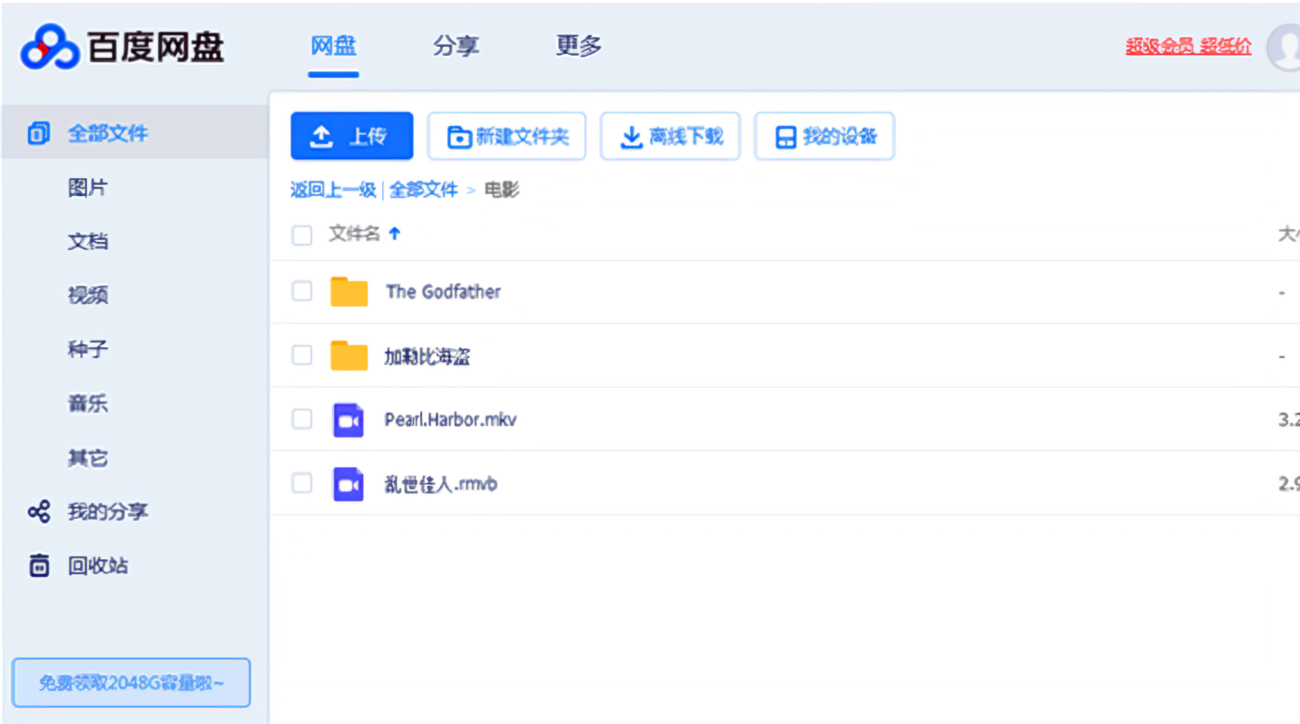 百度网盘 网盘 分享 更多 超级会员 超低价
全部文件
图片
文档
视频
种子
音乐
其它
我的分享
回收站
免费领取2048G容量啦~
上传 新建文件夹 离线下载 我的设备
返回上一级 | 全部文件 > 电影
文件名 大小
The Godfather -
加勒比海盗 -
Pearl.Harbor.mkv 3.2
乱世佳人.rmvb 2.9